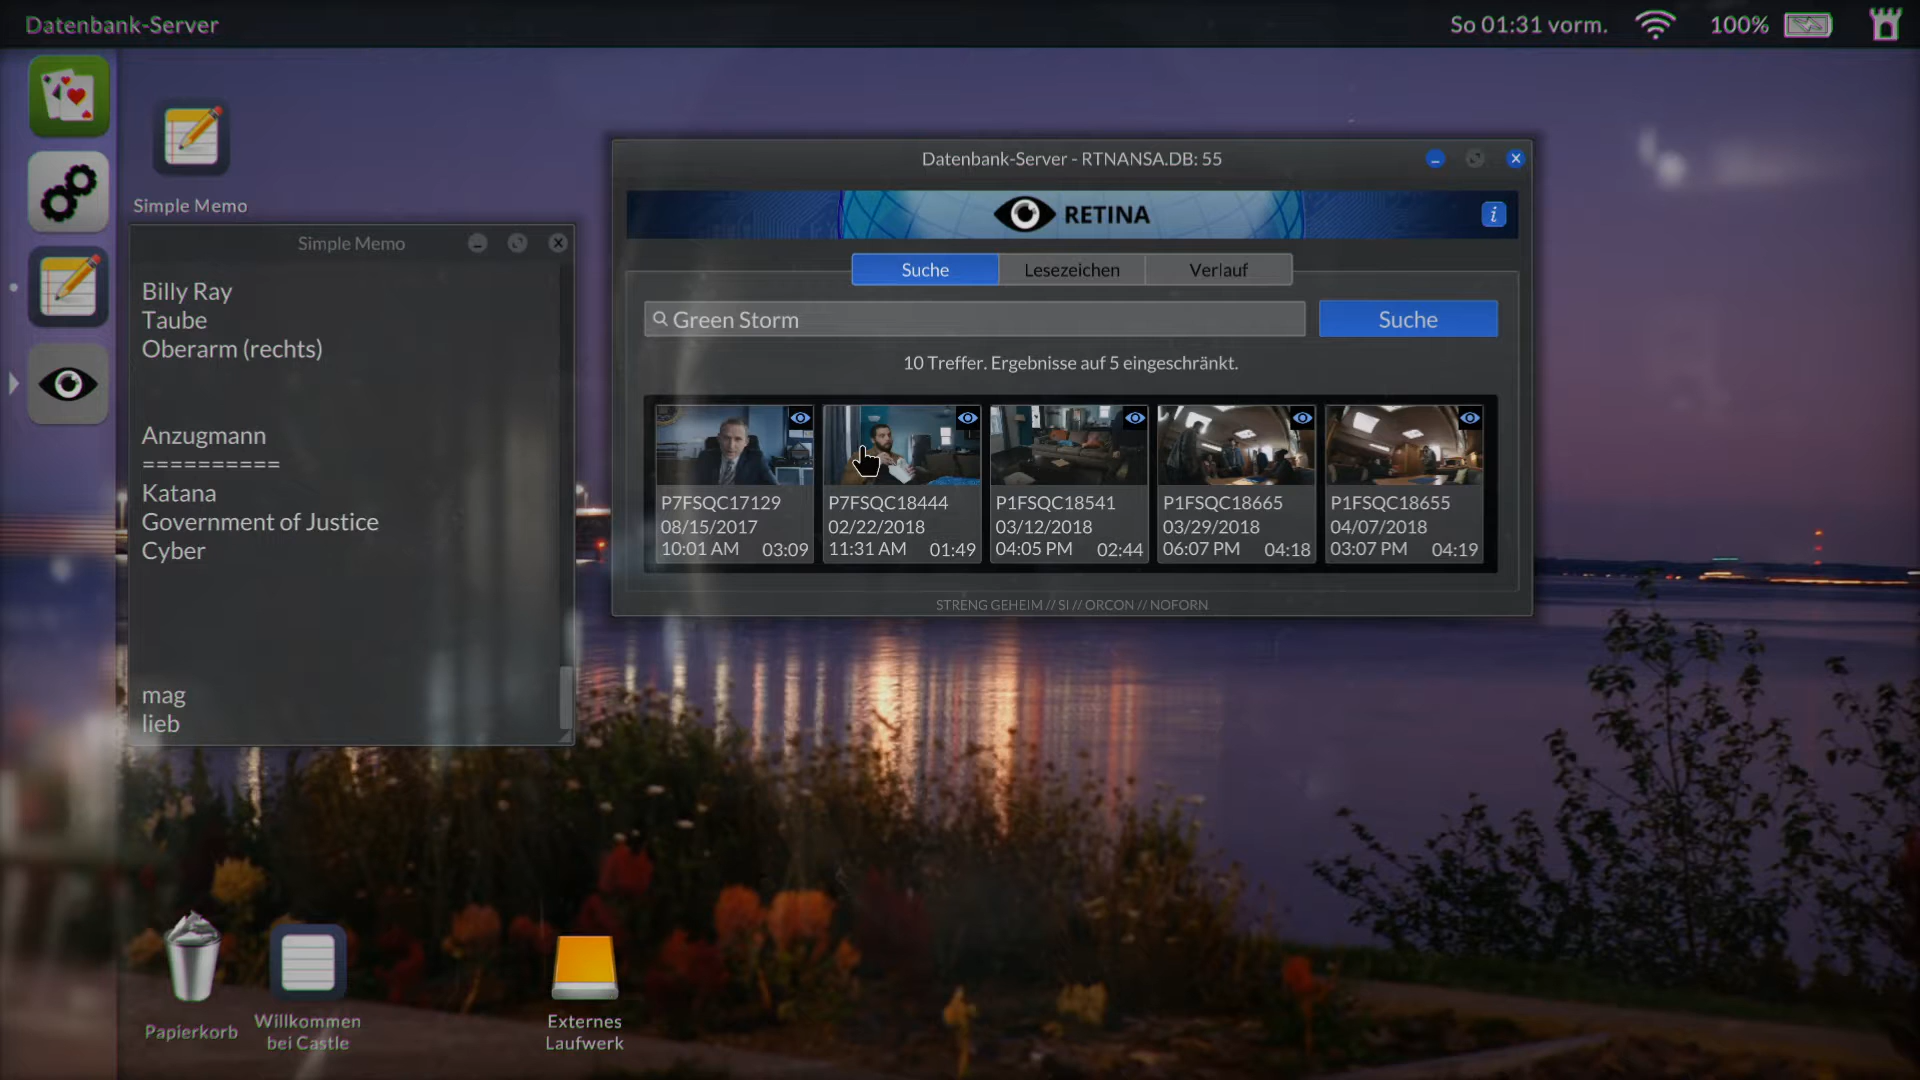 Datenbank-Server
So 01:31 vorm.
100%
Simple Memo
Simple Memo
Billy Ray
Taube
Oberarm (rechts)
Anzugmann
==========
Katana
Government of Justice
Cyber
mag
lieb
Datenbank-Server - RTNANSA.DB: 55
RETINA
i
Suche
Lesezeichen
Verlauf
Green Storm
Suche
10 Treffer. Ergebnisse auf 5 eingeschränkt.
P7FSQC17129
08/15/2017
10:01 AM 03:09
P7FSQC18444
02/22/2018
11:31 AM 01:49
P1FSQC18541
03/12/2018
04:05 PM 02:44
P1FSQC18665
03/29/2018
06:07 PM 04:18
P1FSQC18655
04/07/2018
03:07 PM 04:19
STRENG GEHEIM // SI // ORCON // NOFORN
Papierkorb
Willkommen
bei Castle
Externes
Laufwerk